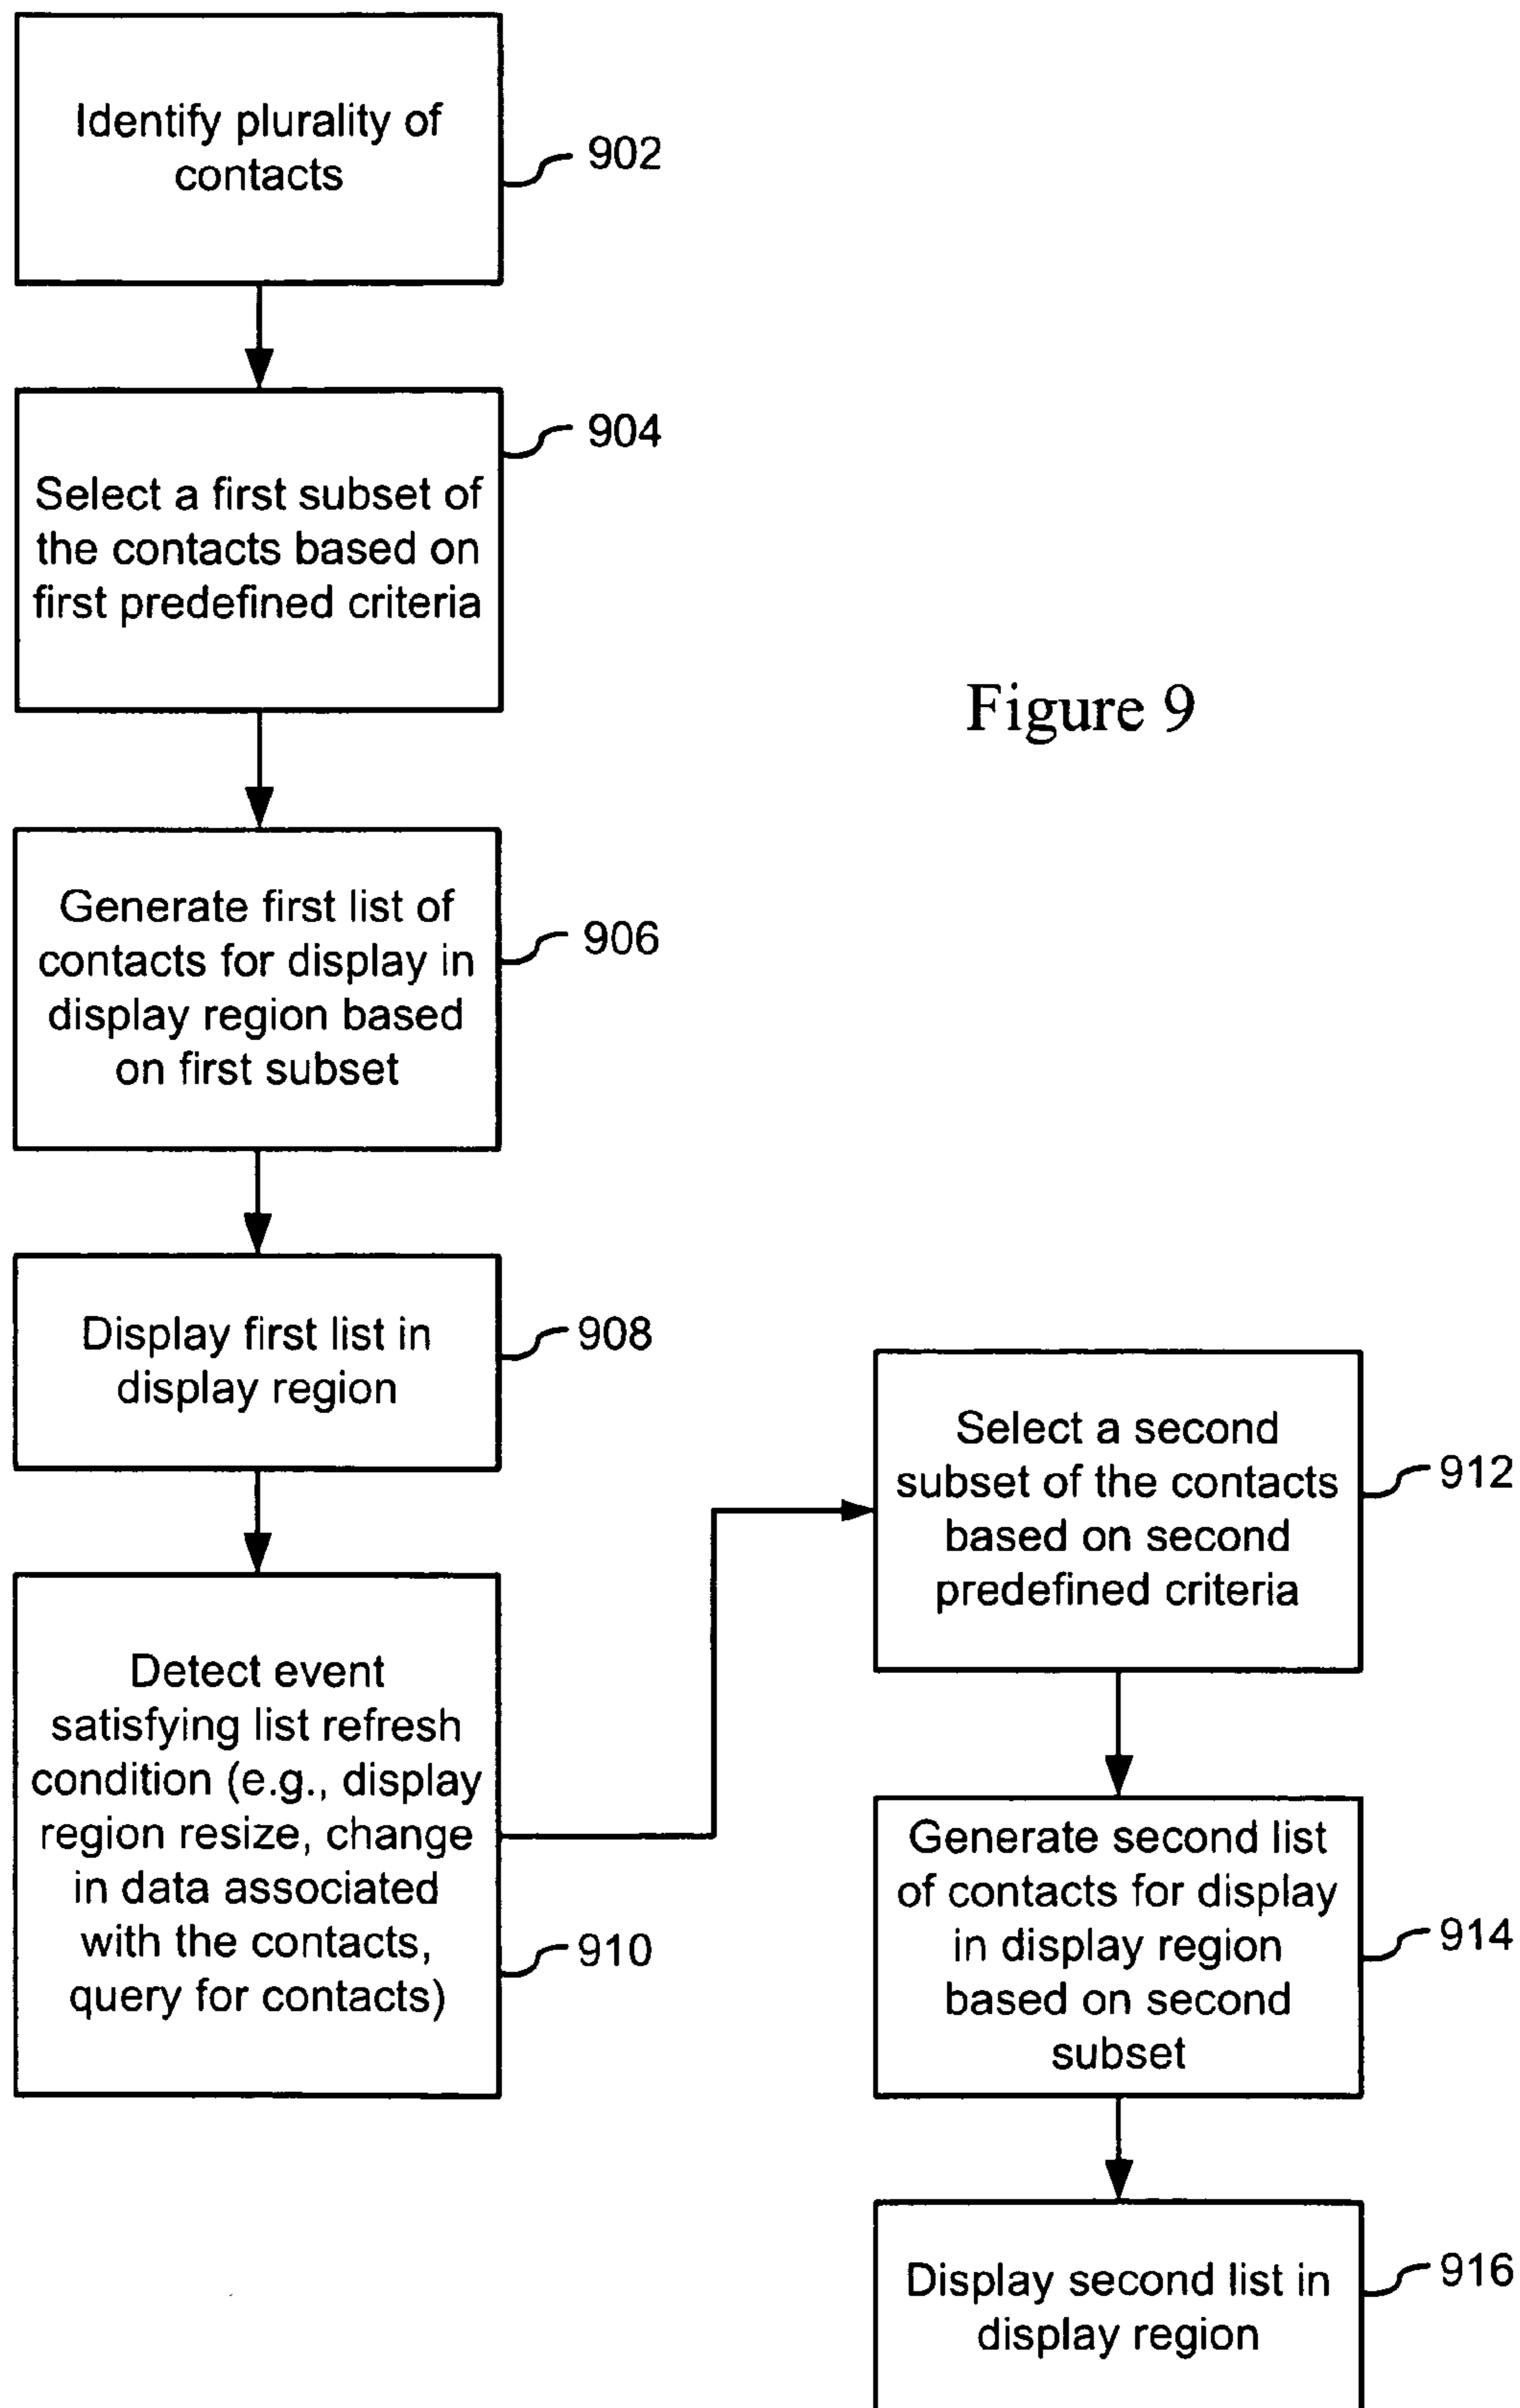 Identify plurality of
contacts
902
904
Select a first subset of
the contacts based on
first predefined criteria
Figure 9
Generate first list of
contacts for display in
display region based
on first subset
906
Display first list in
display region
908
Detect event
satisfying list refresh
condition (e.g., display
region resize, change
in data associated
with the contacts,
query for contacts)
910
Select a second
subset of the contacts
based on second
predefined criteria
912
Generate second list
of contacts for display
in display region
based on second
subset
914
Display second list in
display region
916